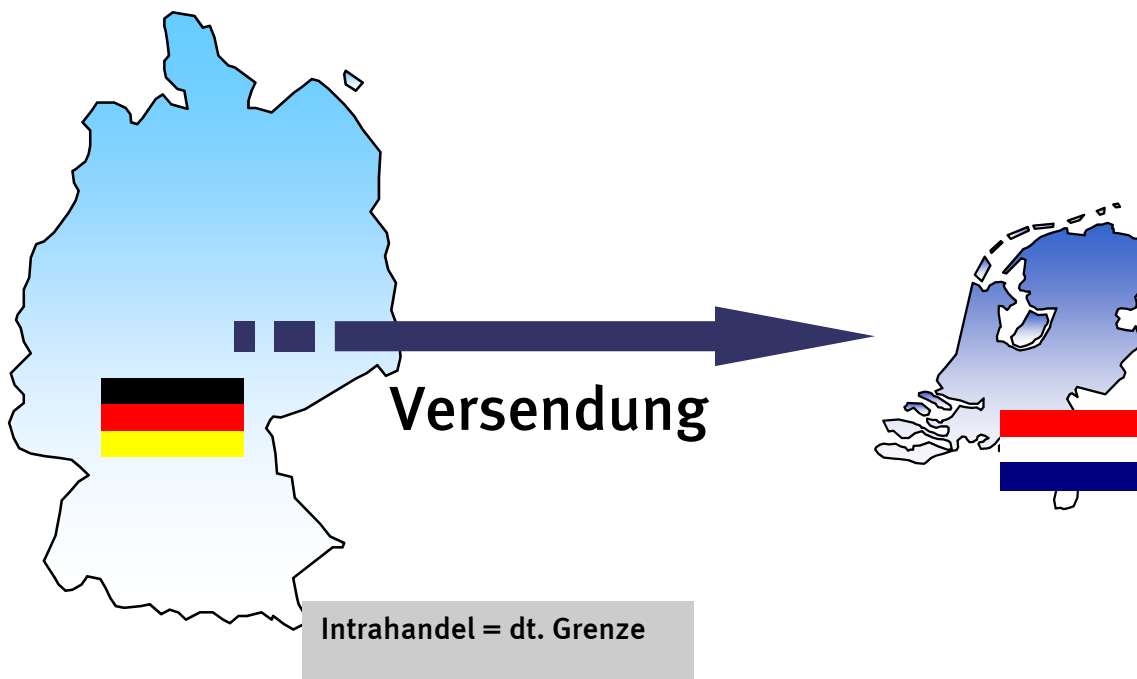 Versendung
Intrahandel = dt. Grenze